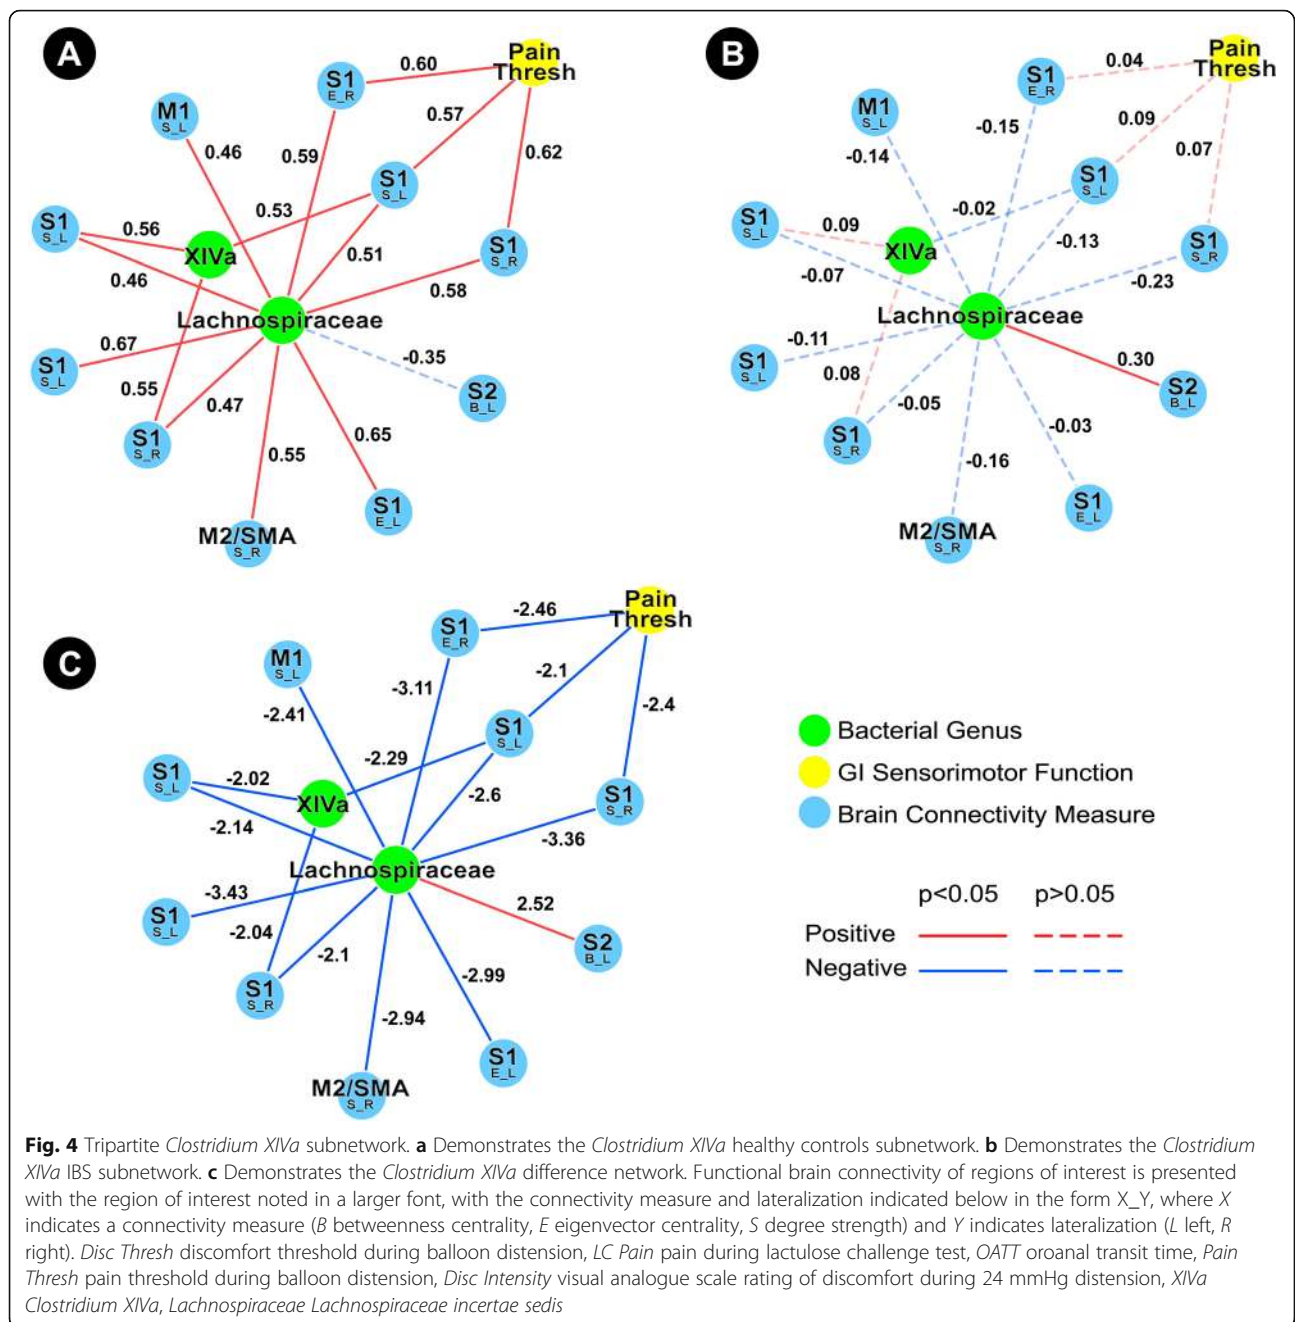 A
Pain
Thresh
S1
E_R
0.60
M1
S_L
0.57
0.46
0.59
0.62
S1
S_L
0.53
S1
S_L
0.56
XIVa
S1
S_R
0.51
0.46
0.58
Lachnospiraceae
0.67
-0.35
S1
S_L
0.55
S2
B_L
0.47
S1
S_R
0.65
0.55
S1
E_L
M2/SMA
S_R
B
Pain
Thresh
0.04
S1
E_R
M1
S_L
0.09
-0.15
-0.14
0.07
S1
S_L
-0.02
S1
S_L
0.09
XIVa
-0.13
S1
S_R
-0.07
-0.23
Lachnospiraceae
-0.11
0.30
S1
S_L
0.08
S2
B_L
-0.05
S1
S_R
-0.03
-0.16
S1
E_L
M2/SMA
S_R
C
Pain
Thresh
-2.46
S1
E_R
M1
S_L
-2.1
-3.11
-2.41
-2.4
S1
S_L
-2.29
S1
S_L
-2.02
XIVa
-2.6
S1
S_R
-2.14
-3.36
Lachnospiraceae
-3.43
2.52
S1
S_L
-2.04
S2
B_L
-2.1
-2.99
S1
S_R
-2.94
S1
E_L
M2/SMA
S_R
Bacterial Genus
GI Sensorimotor Function
Brain Connectivity Measure
p<0.05 p>0.05
Positive
Negative
Fig. 4 Tripartite Clostridium XIVa subnetwork. a Demonstrates the Clostridium XIVa healthy controls subnetwork. b Demonstrates the Clostridium
XIVa IBS subnetwork. c Demonstrates the Clostridium XIVa difference network. Functional brain connectivity of regions of interest is presented
with the region of interest noted in a larger font, with the connectivity measure and lateralization indicated below in the form X_Y, where X
indicates a connectivity measure (B betweenness centrality, E eigenvector centrality, S degree strength) and Y indicates lateralization (L left, R
right). Disc Thresh discomfort threshold during balloon distension, LC Pain pain during lactulose challenge test, OATT oroanal transit time, Pain
Thresh pain threshold during balloon distension, Disc Intensity visual analogue scale rating of discomfort during 24 mmHg distension, XIVa
Clostridium XIVa, Lachnospiraceae Lachnospiraceae incertae sedis